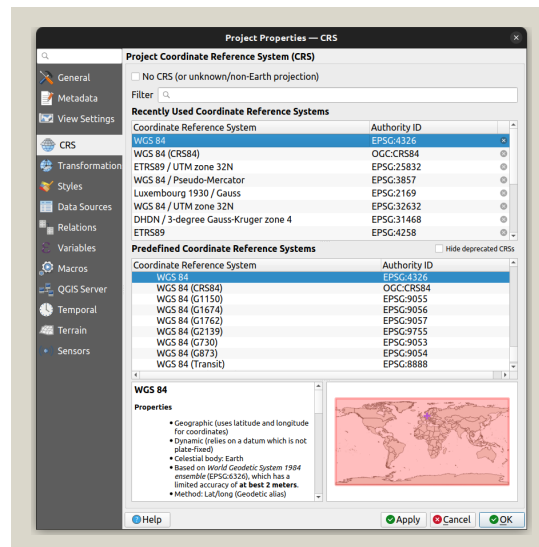 Project Properties — CRS
Project Coordinate Reference System (CRS)
General
Metadata
View Settings
CRS
Transformation
Styles
Data Sources
Relations
Variables
Macros
QGIS Server
Temporal
Terrain
Sensors
No CRS (or unknown/non-Earth projection)
Filter
Recently Used Coordinate Reference Systems
Coordinate Reference System Authority ID
WGS 84 EPSG:4326
WGS 84 (CRS84) OGC:CRS84
ETRS89 / UTM zone 32N EPSG:25832
WGS 84 / Pseudo-Mercator EPSG:3857
Luxembourg 1930 / Gauss EPSG:2169
WGS 84 / UTM zone 32N EPSG:32632
DHDN / 3-degree Gauss-Kruger zone 4 EPSG:31468
ETRS89 EPSG:4258
Predefined Coordinate Reference Systems Hide deprecated CRSs
Coordinate Reference System Authority ID
WGS 84 EPSG:4326
WGS 84 (CRS84) OGC:CRS84
WGS 84 (G1150) EPSG:9055
WGS 84 (G1674) EPSG:9056
WGS 84 (G1762) EPSG:9057
WGS 84 (G2139) EPSG:9755
WGS 84 (G730) EPSG:9053
WGS 84 (G873) EPSG:9054
WGS 84 (Transit) EPSG:8888
WGS 84
Properties
• Geographic (uses latitude and longitude
for coordinates)
• Dynamic (relies on a datum which is not
plate-fixed)
• Celestial body: Earth
• Based on World Geodetic System 1984
ensemble (EPSG:6326), which has a
limited accuracy of at best 2 meters.
• Method: Lat/long (Geodetic alias)
Help
Apply
Cancel
OK